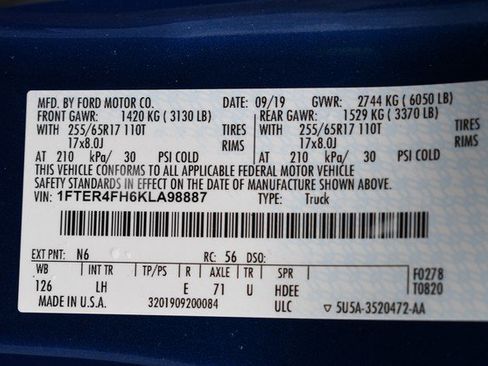 MFD. BY FORD MOTOR CO. DATE: 09/19 GVWR: 2744 KG ( 6050 LB)
FRONT GAWR: 1420 KG ( 3130 LB) REAR GAWR: 1529 KG ( 3370 LB)
WITH 255/65R17 110T TIRES WITH 255/65R17 110T TIRES
17x8.0J RIMS 17x8.0J RIMS
AT 210 kPa/ 30 PSI COLD AT 210 kPa/ 30 PSI COLD
THIS VEHICLE CONFORMS TO ALL APPLICABLE FEDERAL MOTOR VEHICLE
SAFETY STANDARDS IN EFFECT ON THE DATE OF MANUFACTURE SHOWN ABOVE.
VIN: 1FTER4FH6KLA98887 TYPE: Truck
EXT PNT: N6 RC: 56 DSO:
WB INT TR TP/PS R AXLE TR SPR F0278
126 LH E 71 U HDEE T0820
MADE IN U.S.A. 3201909200084 ULC ▽ 5U5A-3520472-AA